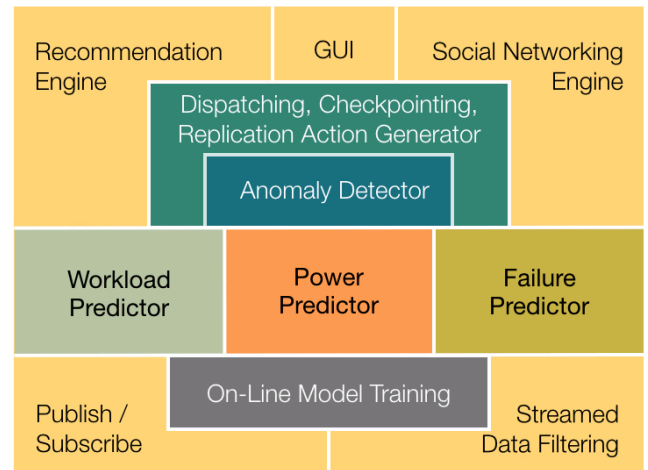 Recommendation
Engine
GUI
Social Networking
Engine
Dispatching, Checkpointing,
Replication Action Generator
Anomaly Detector
Workload
Predictor
Power
Predictor
Failure
Predictor
On-Line Model Training
Publish /
Subscribe
Streamed
Data Filtering